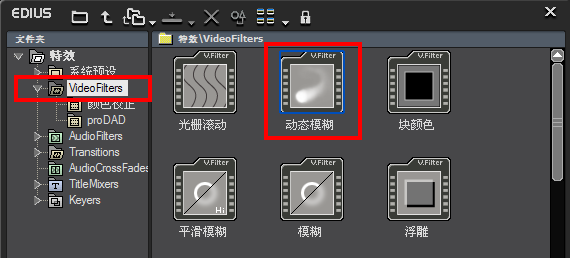 EDIUS
文件夹
特效\VideoFilters
特效
系统预设
VideoFilters
颜色校正
proDAD
AudioFilters
Transitions
AudioCrossFades
TitleMixers
Keyers
V.Filter
V.Filter
V.Filter
光栅滚动
动态模糊
块颜色
V.Filter
V.Filter
V.Filter
Hi
平滑模糊
模糊
浮雕